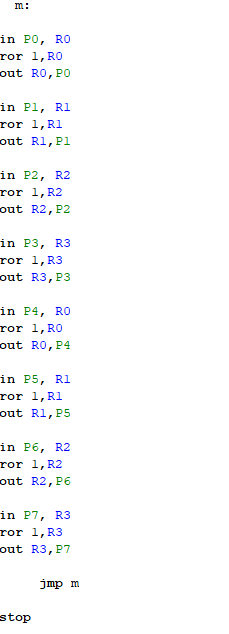 m:
in P0, R0
ror 1,R0
out R0,P0
in P1, R1
ror 1,R1
out R1,P1
in P2, R2
ror 1,R2
out R2,P2
in P3, R3
ror 1,R3
out R3,P3
in P4, R0
ror 1,R0
out R0,P4
in P5, R1
ror 1,R1
out R1,P5
in P6, R2
ror 1,R2
out R2,P6
in P7, R3
ror 1,R3
out R3,P7
jmp m
stop